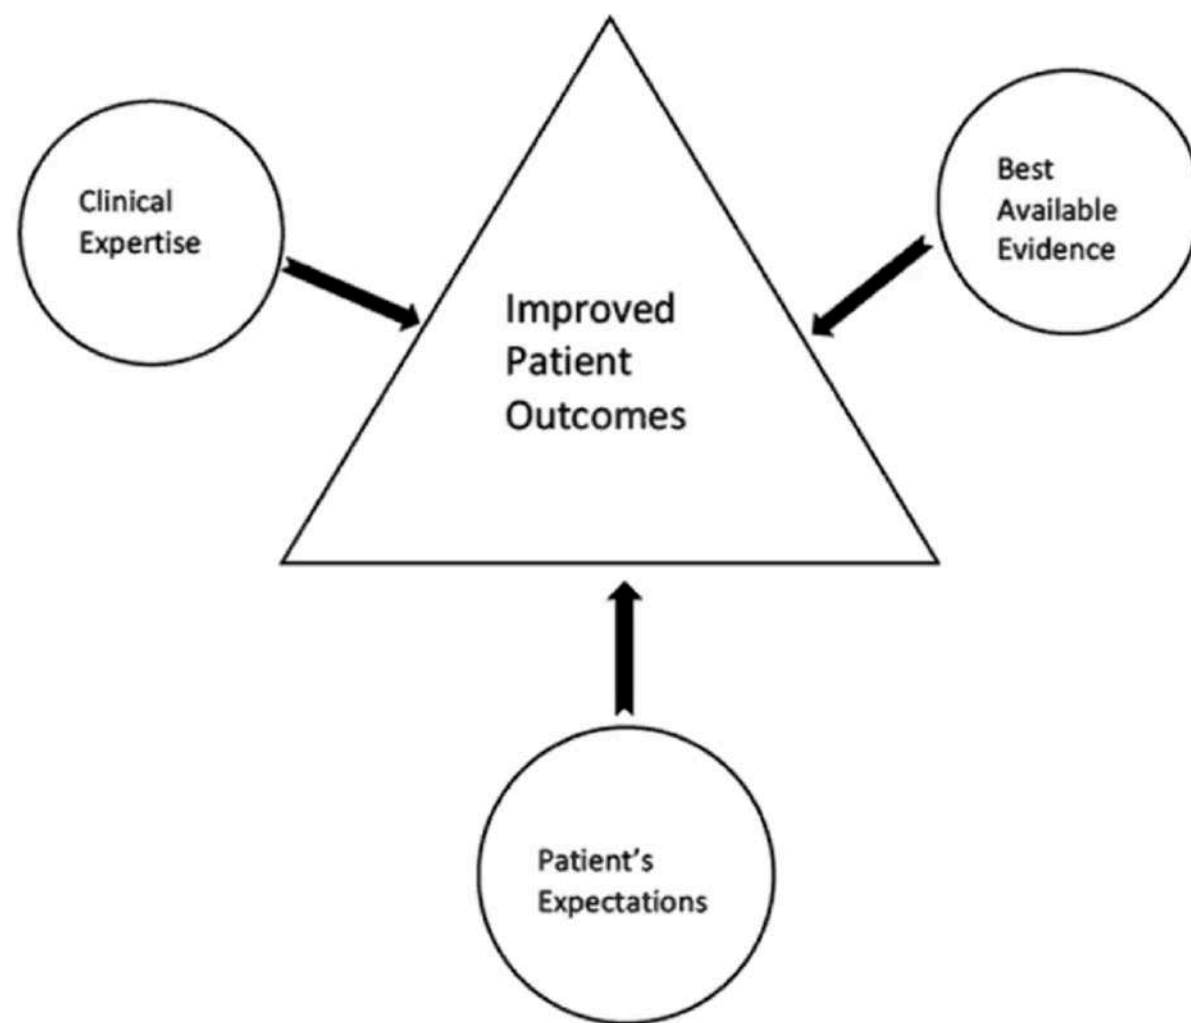 Clinical
Expertise
Best
Available
Evidence
Improved
Patient
Outcomes
Patient’s
Expectations